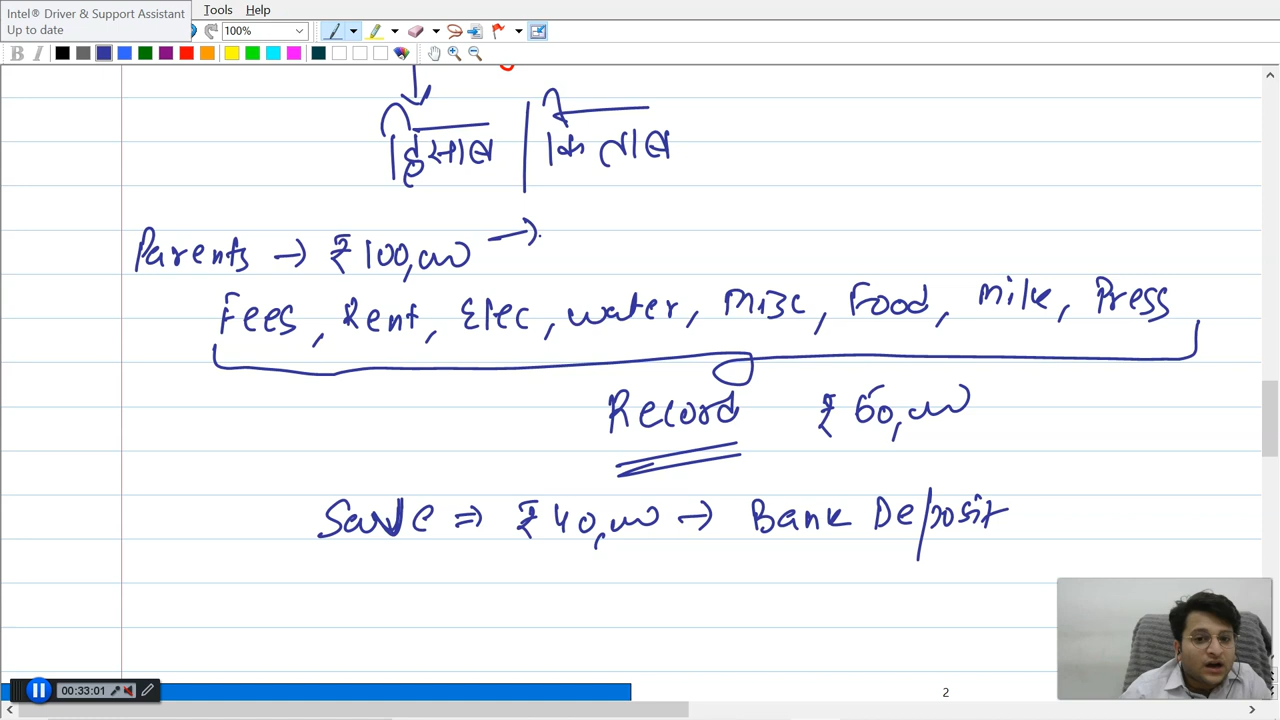 Intel® Driver & Support Assistant
Up to date
Tools Help
100%
B I
हिसाब | किताब
Parents → ₹ 100,000 →
Fees, Rent, Elec, water, Misc, Food, Milk, Press
Record ₹ 60,000
Save ⇒ ₹ 40,000 → Bank Deposit
00:33:01
2